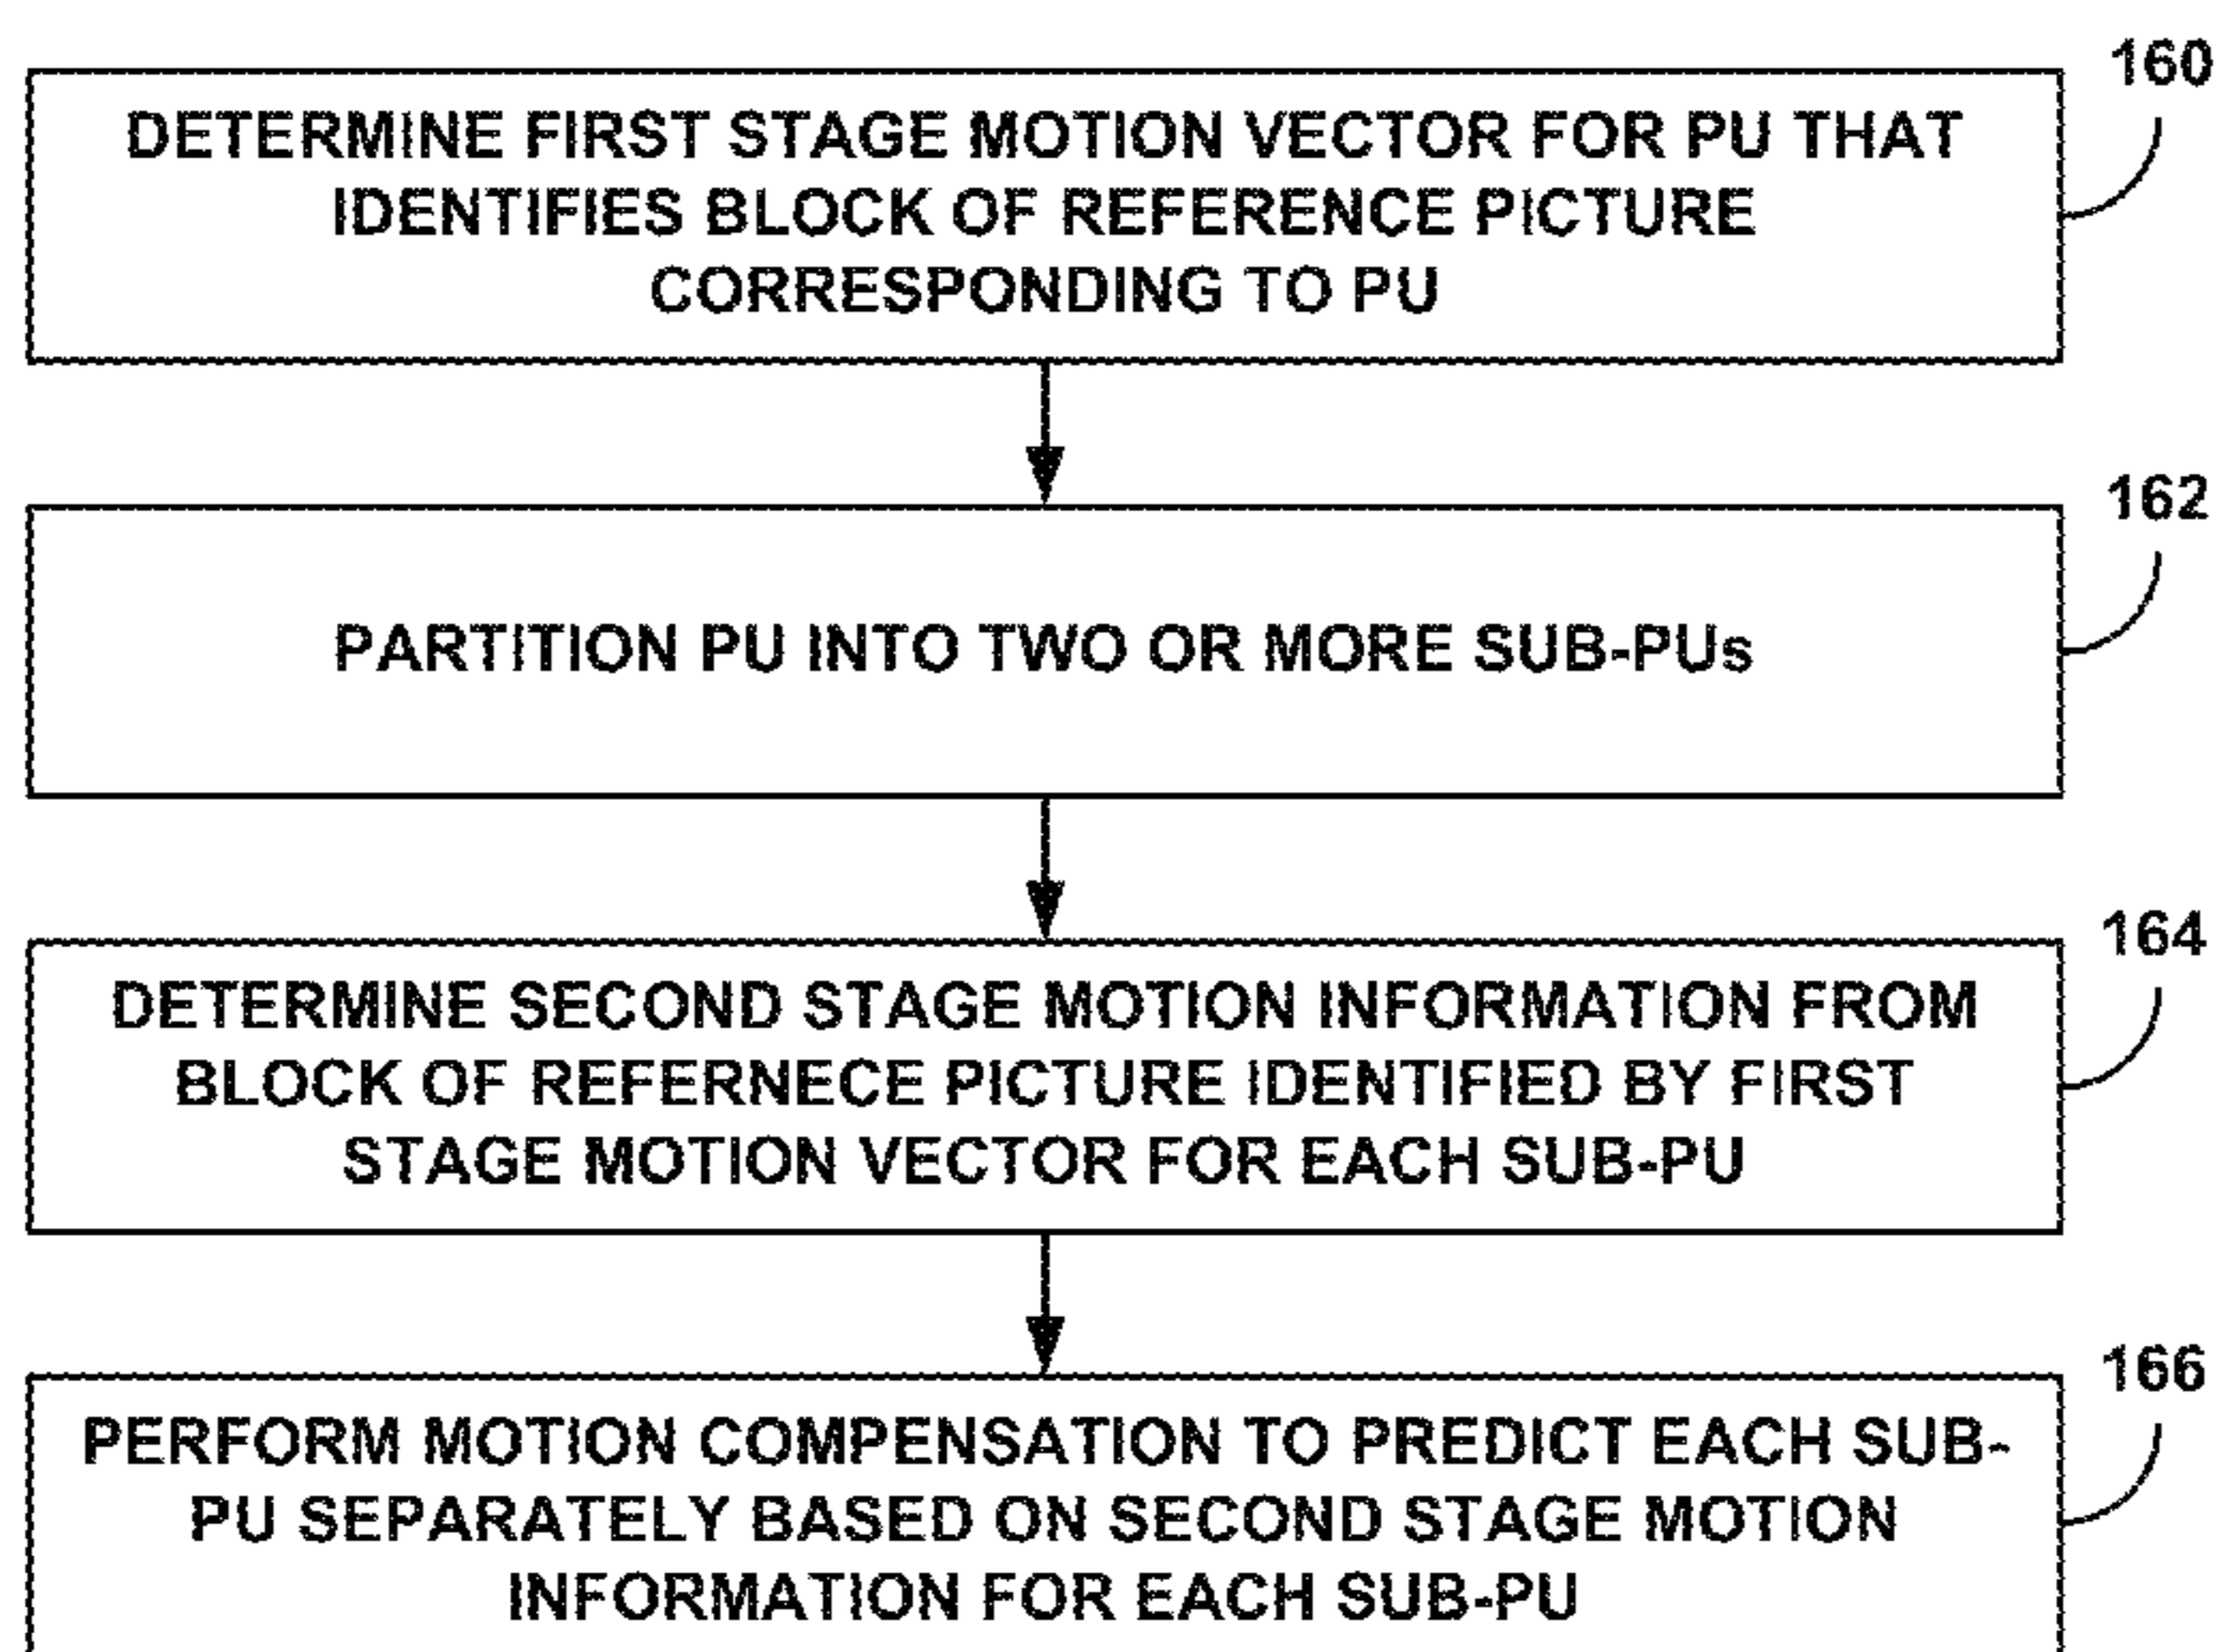 160
DETERMINE FIRST STAGE MOTION VECTOR FOR PU THAT
IDENTIFIES BLOCK OF REFERENCE PICTURE
CORRESPONDING TO PU
162
PARTITION PU INTO TWO OR MORE SUB-PUs
164
DETERMINE SECOND STAGE MOTION INFORMATION FROM
BLOCK OF REFERNECE PICTURE IDENTIFIED BY FIRST
STAGE MOTION VECTOR FOR EACH SUB-PU
166
PERFORM MOTION COMPENSATION TO PREDICT EACH SUB-
PU SEPARATELY BASED ON SECOND STAGE MOTION
INFORMATION FOR EACH SUB-PU